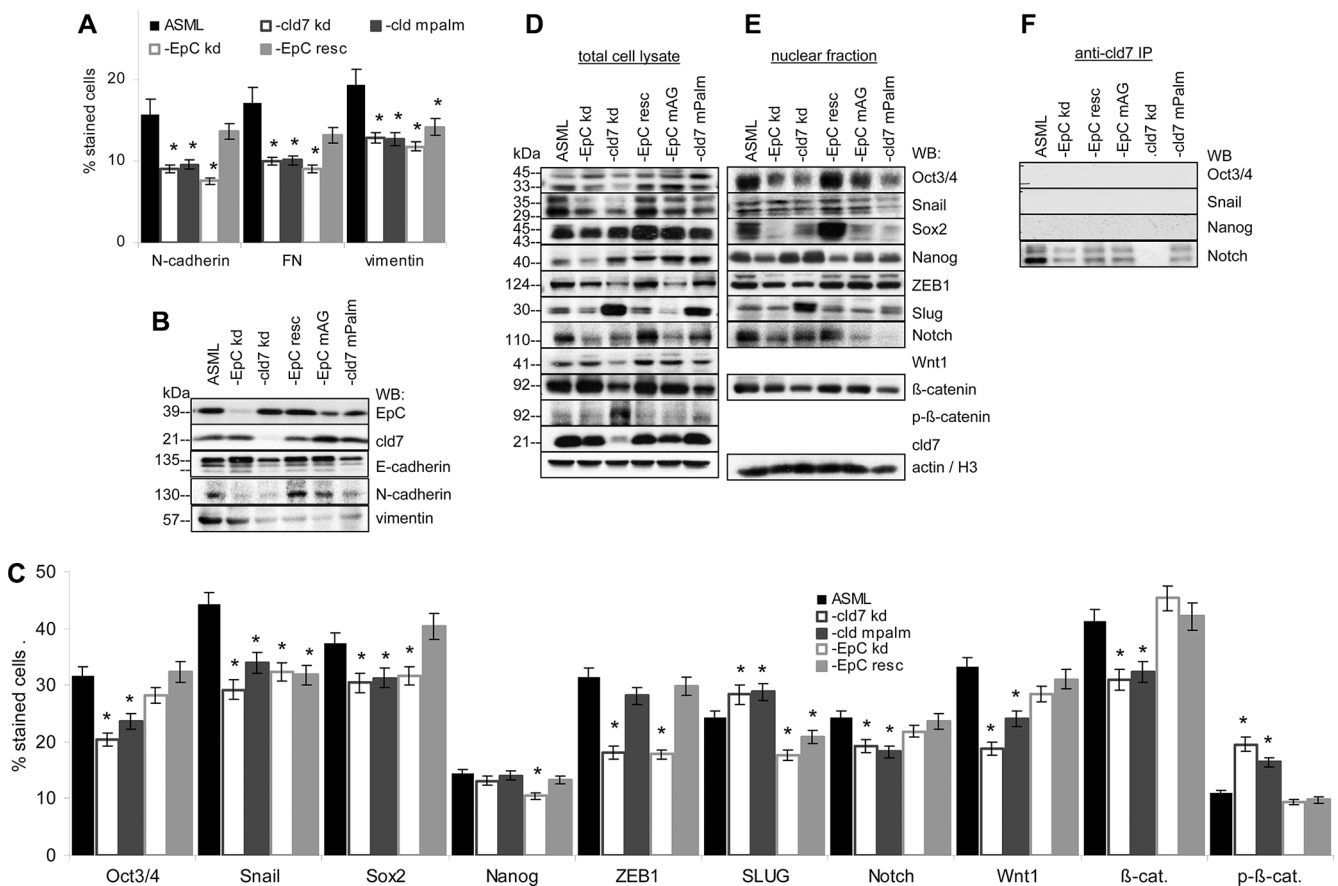 A
ASML
-cld7 kd
-cld mpalm
-EpC kd
-EpC resc
% stained cells
20
10
0
N-cadherin
FN
vimentin
* * * * * * * * * *
B
ASML
-EpC kd
-cld7 kd
-EpC resc
-EpC mAG
-cld7 mPalm
kDa
WB:
39-- EpC
21-- cld7
135-- E-cadherin
130-- N-cadherin
57-- vimentin
D
total cell lysate
ASML
-EpC kd
-cld7 kd
-EpC resc
-EpC mAG
-cld7 mPalm
kDa
45--
33--
35--
29--
45--
43--
40--
124--
30--
110--
41--
92--
92--
21--
E
nuclear fraction
ASML
-EpC kd
-cld7 kd
-EpC resc
-EpC mAG
-cld7 mPalm
WB:
Oct3/4
Snail
Sox2
Nanog
ZEB1
Slug
Notch
Wnt1
ß-catenin
p-ß-catenin
cld7
actin / H3
F
anti-cld7 IP
ASML
-EpC kd
-EpC resc
-EpC mAG
.cld7 kd
-cld7 mPalm
WB
Oct3/4
Snail
Nanog
Notch
C
% stained cells .
50
40
30
20
10
0
ASML
-cld7 kd
-cld mpalm
-EpC kd
-EpC resc
* * * * * * * * * * * * * * * * * * * * * * * * *
Oct3/4
Snail
Sox2
Nanog
ZEB1
SLUG
Notch
Wnt1
ß-cat.
p-ß-cat.